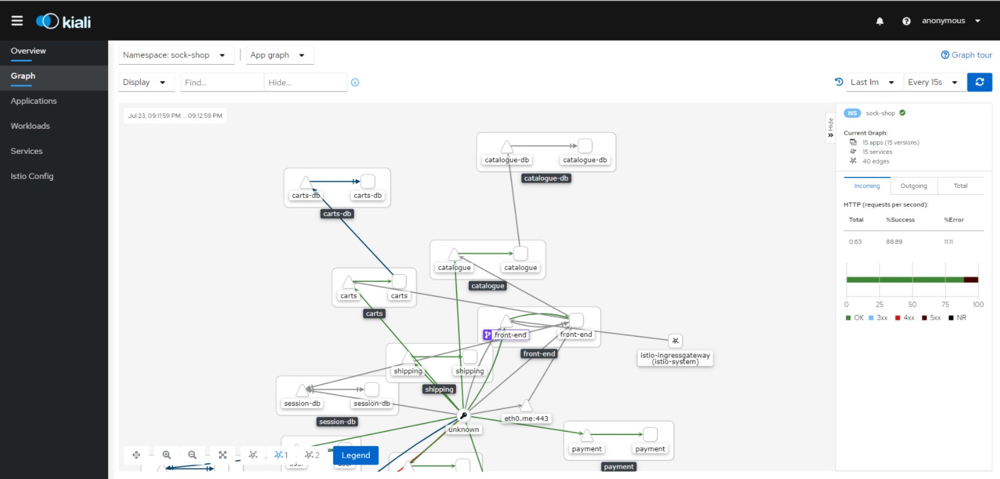 kiali
anonymous
Overview
Graph
Applications
Workloads
Services
Istio Config
Namespace: sock-shop
App graph
Graph tour
Display
Find...
Hide...
Last 1m
Every 15s
Jul 23, 09:11:59 PM ... 09:12:59 PM
Hide
catalogue-db
catalogue-db
catalogue-db
carts-db
carts-db
carts-db
catalogue
catalogue
catalogue
carts
carts
carts
front-end
front-end
front-end
istio-ingressgateway
(istio-system)
shipping
shipping
shipping
session-db
session-db
session-db
unknown
eth0.me:443
payment
payment
payment
user
1
2
Legend
NS sock-shop
Current Graph:
15 apps (15 versions)
15 services
40 edges
Incoming
Outgoing
Total
HTTP (requests per second):
Total %Success %Error
0.63 88.89 11.11
0 25 50 75 100
OK 3xx 4xx 5xx NR